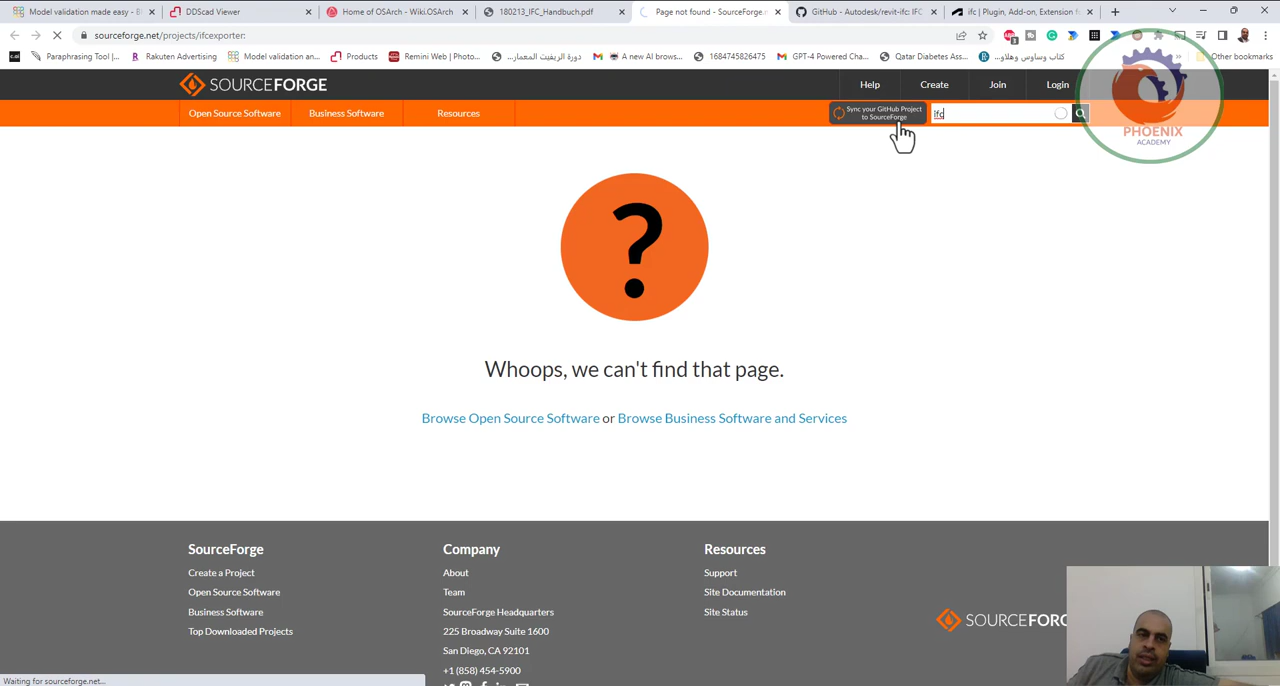 Model validation made easy - B
DDScad Viewer
Home of OSArch - Wiki.OSArch
180213_IFC_Handbuch.pdf
Page not found - SourceForge.n
GitHub - Autodesk/revit-ifc: IFC
ifc | Plugin, Add-on, Extension f
sourceforge.net/projects/ifcexporter:
Paraphrasing Tool |...
Rakuten Advertising
Model validation an...
Products
Remini Web | Photo...
دورة الريفيت المعمار...
A new AI brows...
1684745826475
GPT-4 Powered Cha...
Qatar Diabetes Ass...
كتاب وساوس وهلاو...
Other bookmarks
SOURCEFORGE
Help
Create
Join
Login
Open Source Software
Business Software
Resources
Sync your GitHub Project
to SourceForge
ifc
PHOENIX
ACADEMY
?
Whoops, we can't find that page.
Browse Open Source Software or Browse Business Software and Services
SourceForge
Create a Project
Open Source Software
Business Software
Top Downloaded Projects
Company
About
Team
SourceForge Headquarters
225 Broadway Suite 1600
San Diego, CA 92101
+1 (858) 454-5900
Resources
Support
Site Documentation
Site Status
SOURCEFORG
Waiting for sourceforge.net...